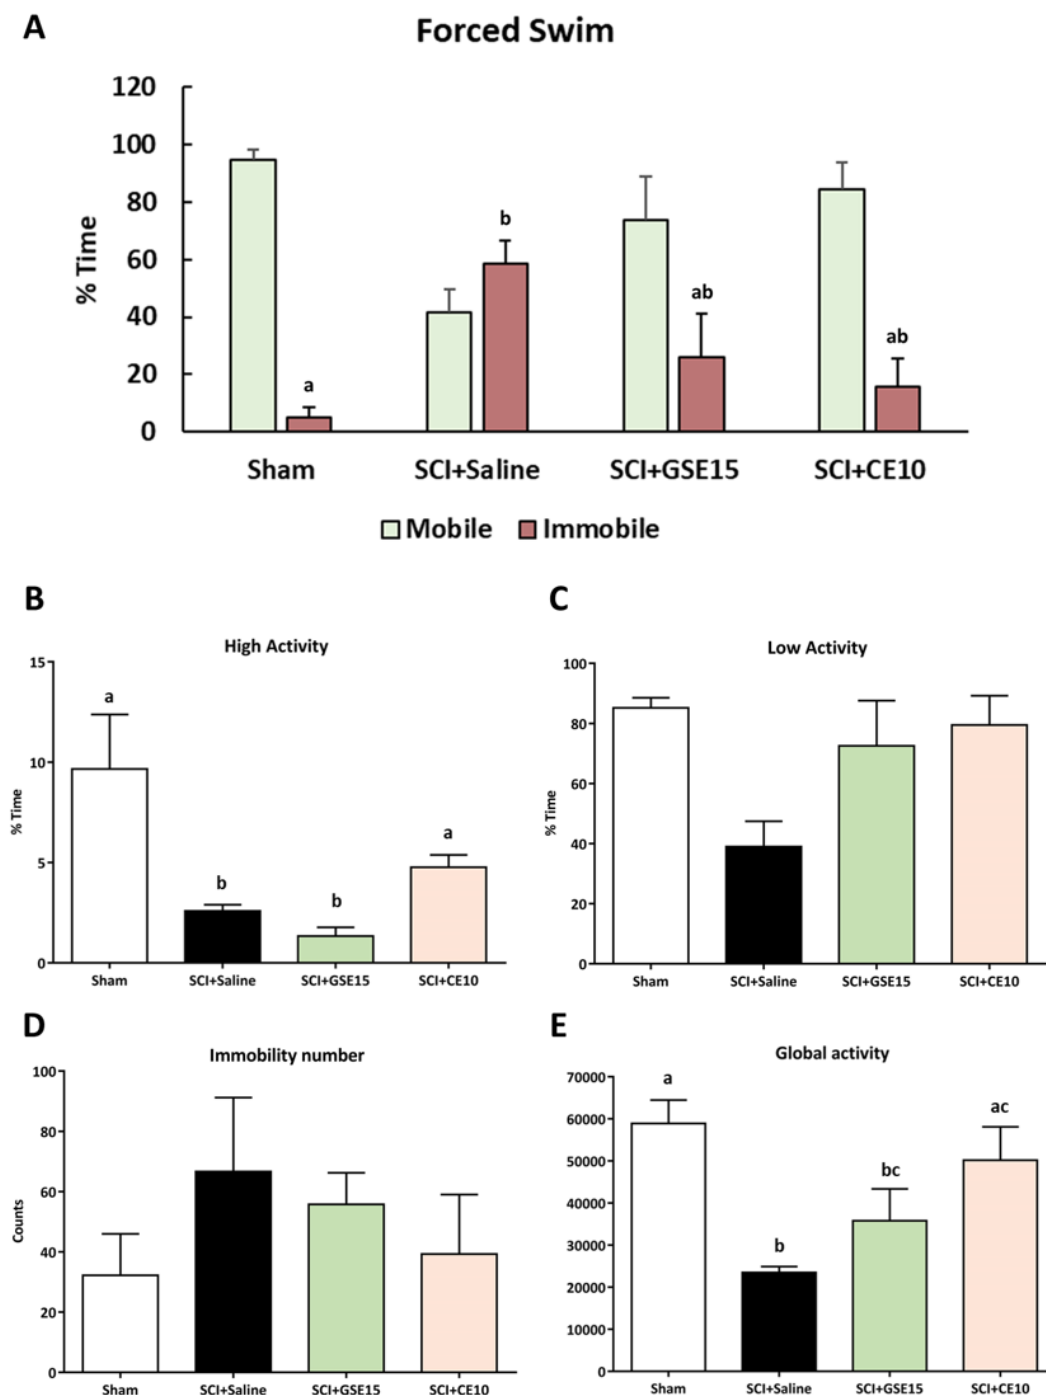 A
Forced Swim
% Time
120
100
80
60
40
20
0
a
b
ab
ab
Sham SCI+Saline SCI+GSE15 SCI+CE10
Mobile Immobile
B
High Activity
% Time
15
10
5
0
a
b
b
a
Sham SCI+Saline SCI+GSE15 SCI+CE10
C
Low Activity
% Time
100
80
60
40
20
0
Sham SCI+Saline SCI+GSE15 SCI+CE10
D
Immobility number
Counts
100
80
60
40
20
0
Sham SCI+Saline SCI+GSE15 SCI+CE10
E
Global activity
70000
60000
50000
40000
30000
20000
10000
0
a
b
bc
ac
Sham SCI+Saline SCI+GSE15 SCI+CE10